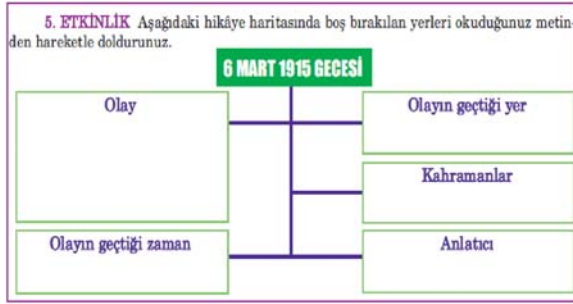 5. ETKİNLİK Aşağıdaki hikâye haritasında boş bırakılan yerleri okuduğunuz metin-
den hareketle doldurunuz.
6 MART 1915 GECESİ
Olay
Olayın geçtiği yer
Kahramanlar
Olayın geçtiği zaman
Anlatıcı